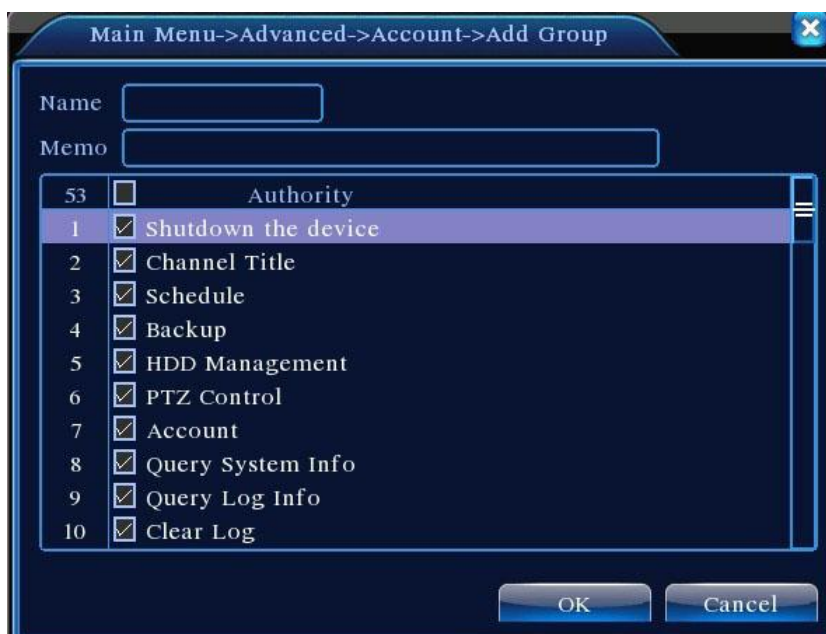 Main Menu->Advanced->Account->Add Group
Name
Memo
53 Authority
1 Shutdown the device
2 Channel Title
3 Schedule
4 Backup
5 HDD Management
6 PTZ Control
7 Account
8 Query System Info
9 Query Log Info
10 Clear Log
OK Cancel